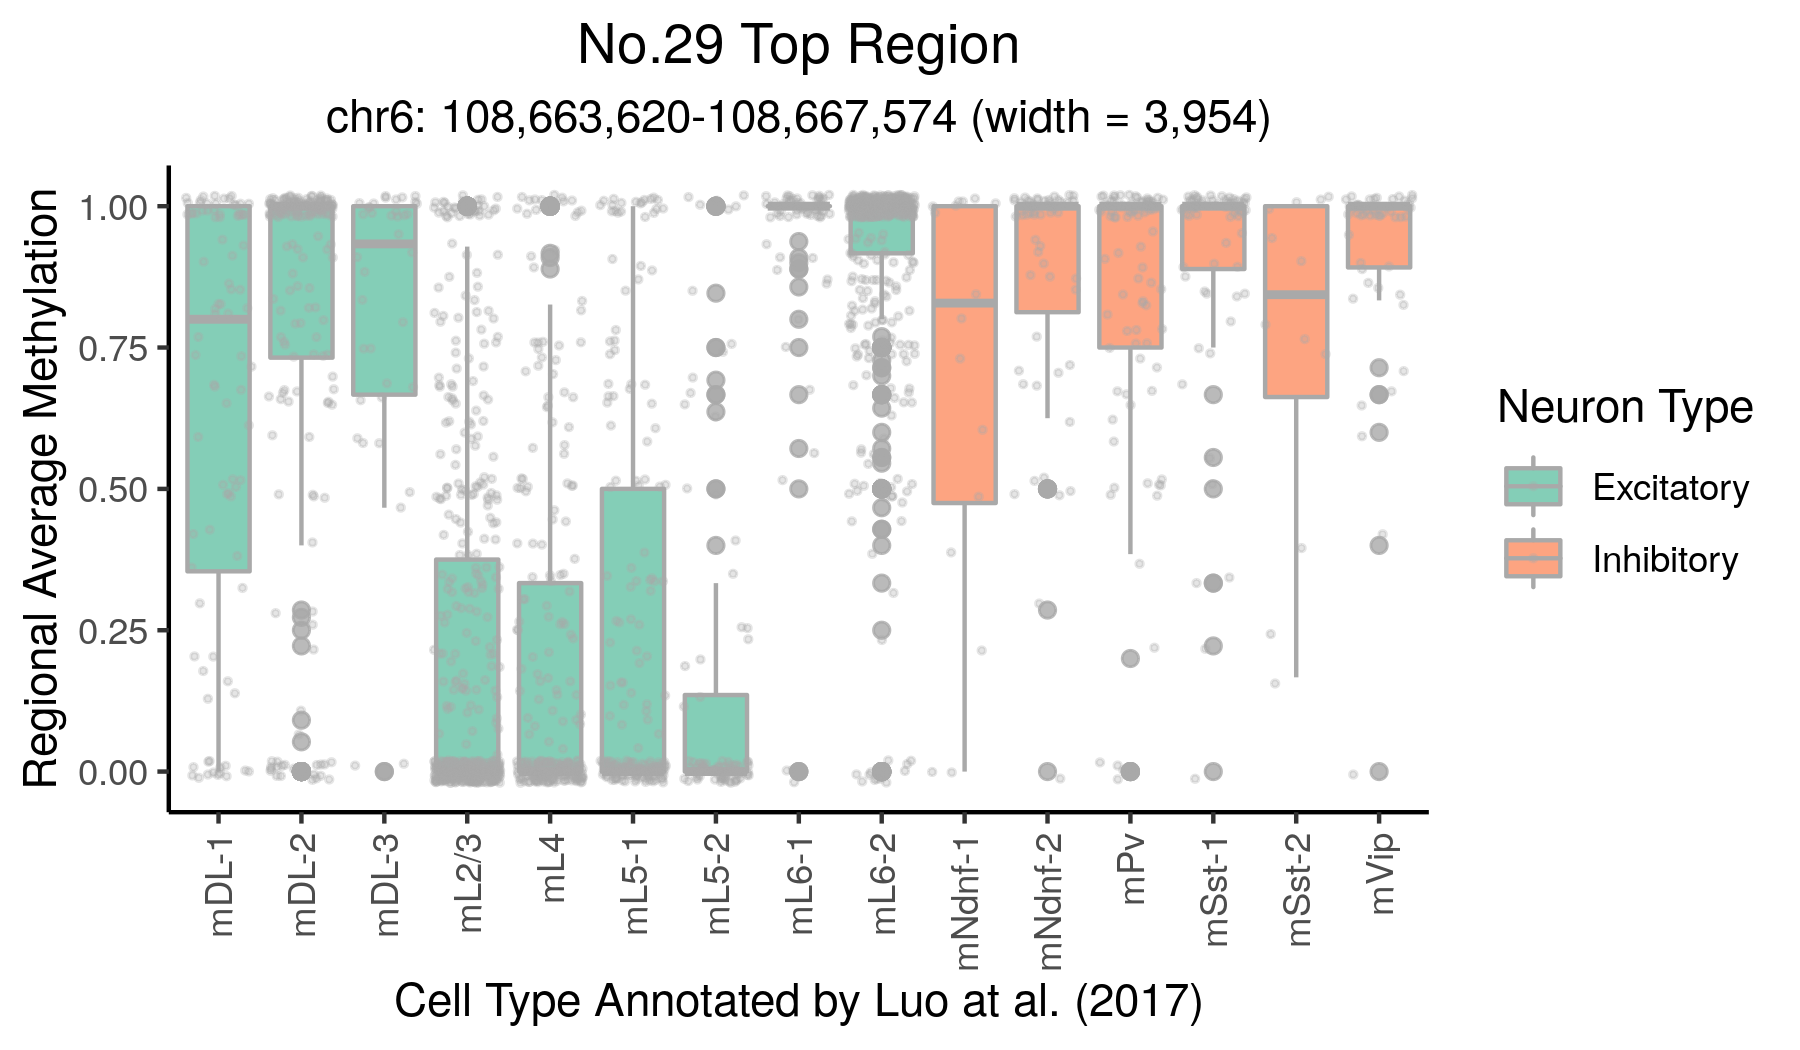 No.29 Top Region
chr6: 108,663,620-108,667,574 (width = 3,954)
Regional Average Methylation
1.00
0.75
0.50
0.25
0.00
mDL-1
mDL-2
mDL-3
mL2/3
mL4
mL5-1
mL5-2
mL6-1
mL6-2
mNdnf-1
mNdnf-2
mPv
mSst-1
mSst-2
mVip
Cell Type Annotated by Luo at al. (2017)
Neuron Type
Excitatory
Inhibitory